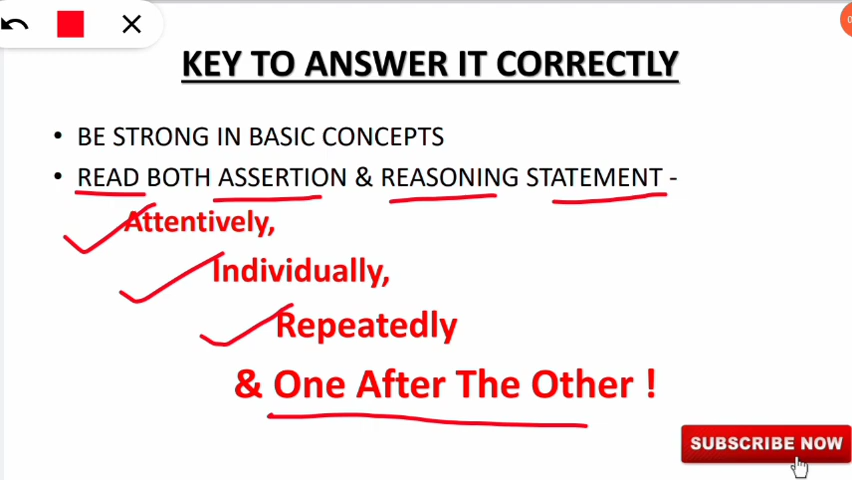 KEY TO ANSWER IT CORRECTLY
• BE STRONG IN BASIC CONCEPTS
• READ BOTH ASSERTION & REASONING STATEMENT -
Attentively,
Individually,
Repeatedly
& One After The Other !
SUBSCRIBE NOW